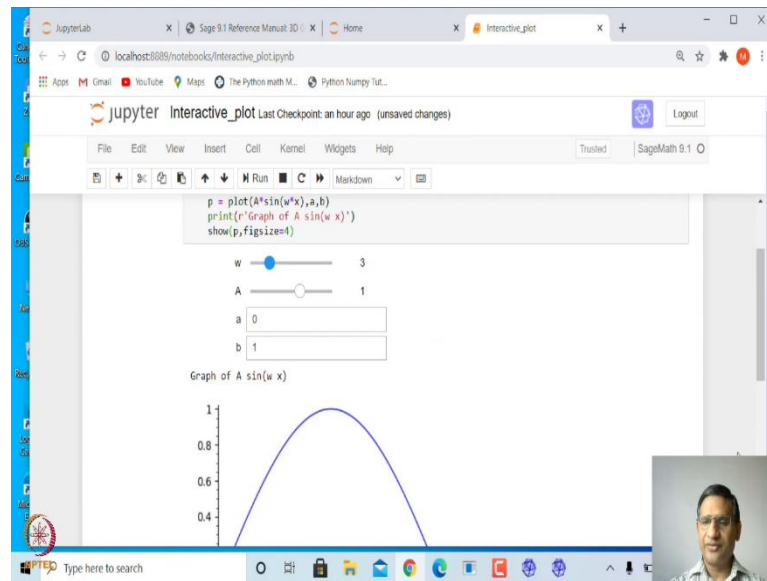 JupyterLab
Sage 9.1 Reference Manual: 3D G
Home
Interactive_plot
localhost:8889/notebooks/Interactive_plot.ipynb
Apps Gmail YouTube Maps The Python math M... Python Numpy Tut...
jupyter Interactive_plot Last Checkpoint: an hour ago (unsaved changes)
Logout
File Edit View Insert Cell Kernel Widgets Help
Trusted SageMath 9.1
Run Markdown
p = plot(A*sin(w*x),a,b)
print(r'Graph of A sin(w x)')
show(p,figsize=4)
w 3
A 1
a 0
b 1
Graph of A sin(w x)
1
0.8
0.6
0.4
NPTEL
Type here to search